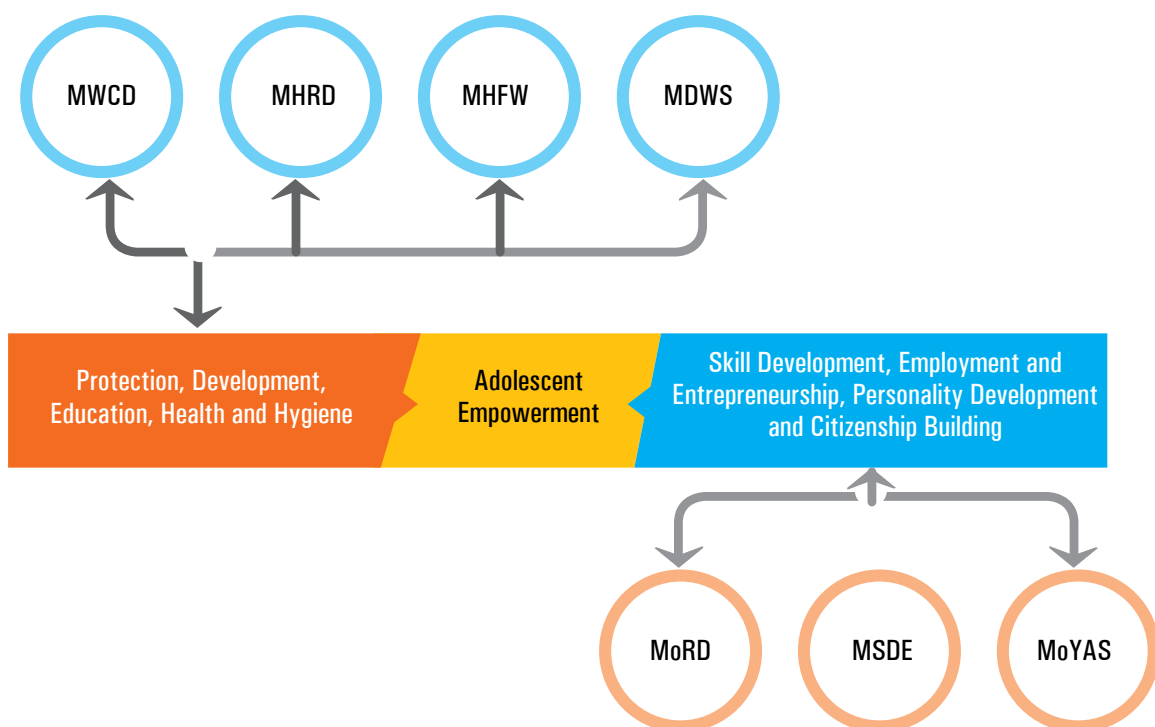 MWCD
MHRD
MHFW
MDWS
Protection, Development,
Education, Health and Hygiene
Adolescent
Empowerment
Skill Development, Employment and
Entrepreneurship, Personality Development
and Citizenship Building
MoRD
MSDE
MoYAS